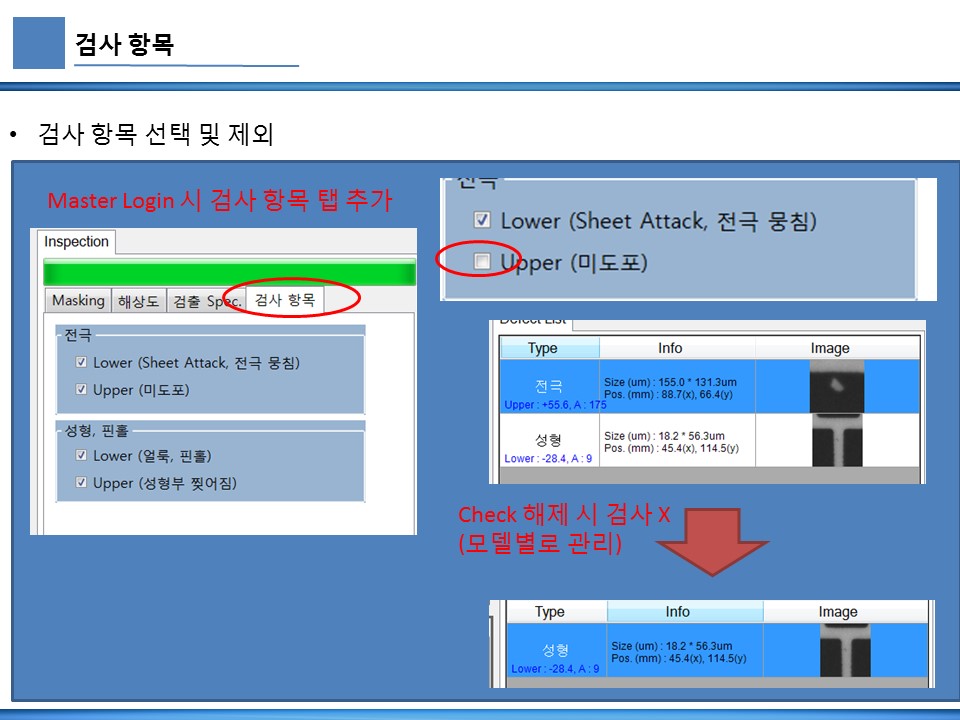 검사 항목
• 검사 항목 선택 및 제외
Master Login 시 검사 항목 탭 추가
Inspection
Masking 해상도 검출 Spec. 검사 항목
전극
Lower (Sheet Attack, 전극 뭉침)
Upper (미도포)
성형, 핀홀
Lower (얼룩, 핀홀)
Upper (성형부 찢어짐)
전극
Lower (Sheet Attack, 전극 뭉침)
Upper (미도포)
Defect List
Type Info Image
전극
Size (um) : 155.0 * 131.3um
Pos. (mm) : 88.7(x), 66.4(y)
Upper : +55.6, A : 175
성형
Size (um) : 18.2 * 56.3um
Pos. (mm) : 45.4(x), 114.5(y)
Lower : -28.4, A : 9
Check 해제 시 검사 X
(모델별로 관리)
Type Info Image
성형
Size (um) : 18.2 * 56.3um
Pos. (mm) : 45.4(x), 114.5(y)
Lower : -28.4, A : 9